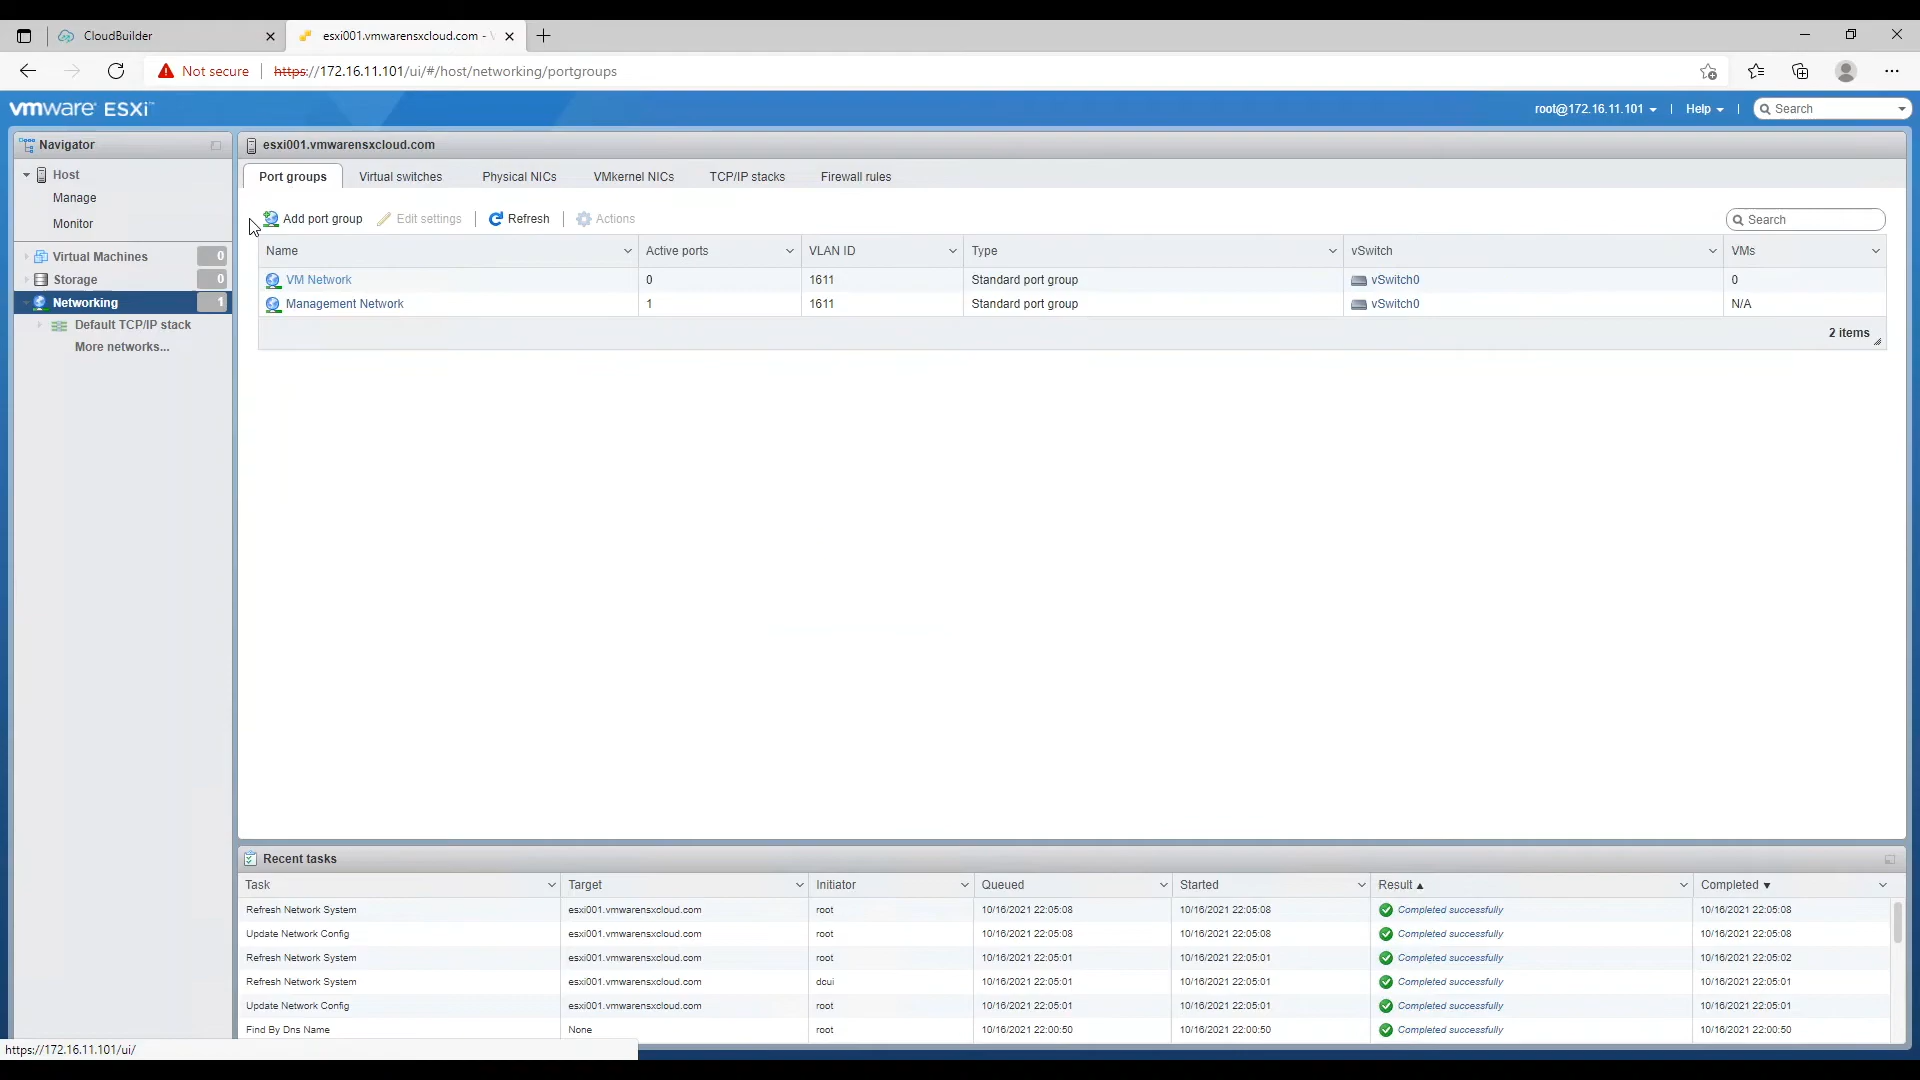 CloudBuilder
esxi001.vmwarensxcloud.com - V
Not secure
https://172.16.11.101/ui/#/host/networking/portgroups
vmware ESXi™
root@172.16.11.101
Help
Search
Navigator
Host
Manage
Monitor
Virtual Machines 0
Storage 0
Networking 1
Default TCP/IP stack
More networks...
esxi001.vmwarensxcloud.com
Port groups Virtual switches Physical NICs VMkernel NICs TCP/IP stacks Firewall rules
Add port group Edit settings Refresh Actions Search
Name Active ports VLAN ID Type vSwitch VMs
VM Network 0 1611 Standard port group vSwitch0 0
Management Network 1 1611 Standard port group vSwitch0 N/A
2 items
Recent tasks
Task Target Initiator Queued Started Result Completed
Refresh Network System esxi001.vmwarensxcloud.com root 10/16/2021 22:05:08 10/16/2021 22:05:08 Completed successfully 10/16/2021 22:05:08
Update Network Config esxi001.vmwarensxcloud.com root 10/16/2021 22:05:08 10/16/2021 22:05:08 Completed successfully 10/16/2021 22:05:08
Refresh Network System esxi001.vmwarensxcloud.com root 10/16/2021 22:05:01 10/16/2021 22:05:01 Completed successfully 10/16/2021 22:05:02
Refresh Network System esxi001.vmwarensxcloud.com dcui 10/16/2021 22:05:01 10/16/2021 22:05:01 Completed successfully 10/16/2021 22:05:01
Update Network Config esxi001.vmwarensxcloud.com root 10/16/2021 22:05:01 10/16/2021 22:05:01 Completed successfully 10/16/2021 22:05:01
Find By Dns Name None root 10/16/2021 22:00:50 10/16/2021 22:00:50 Completed successfully 10/16/2021 22:00:50
https://172.16.11.101/ui/